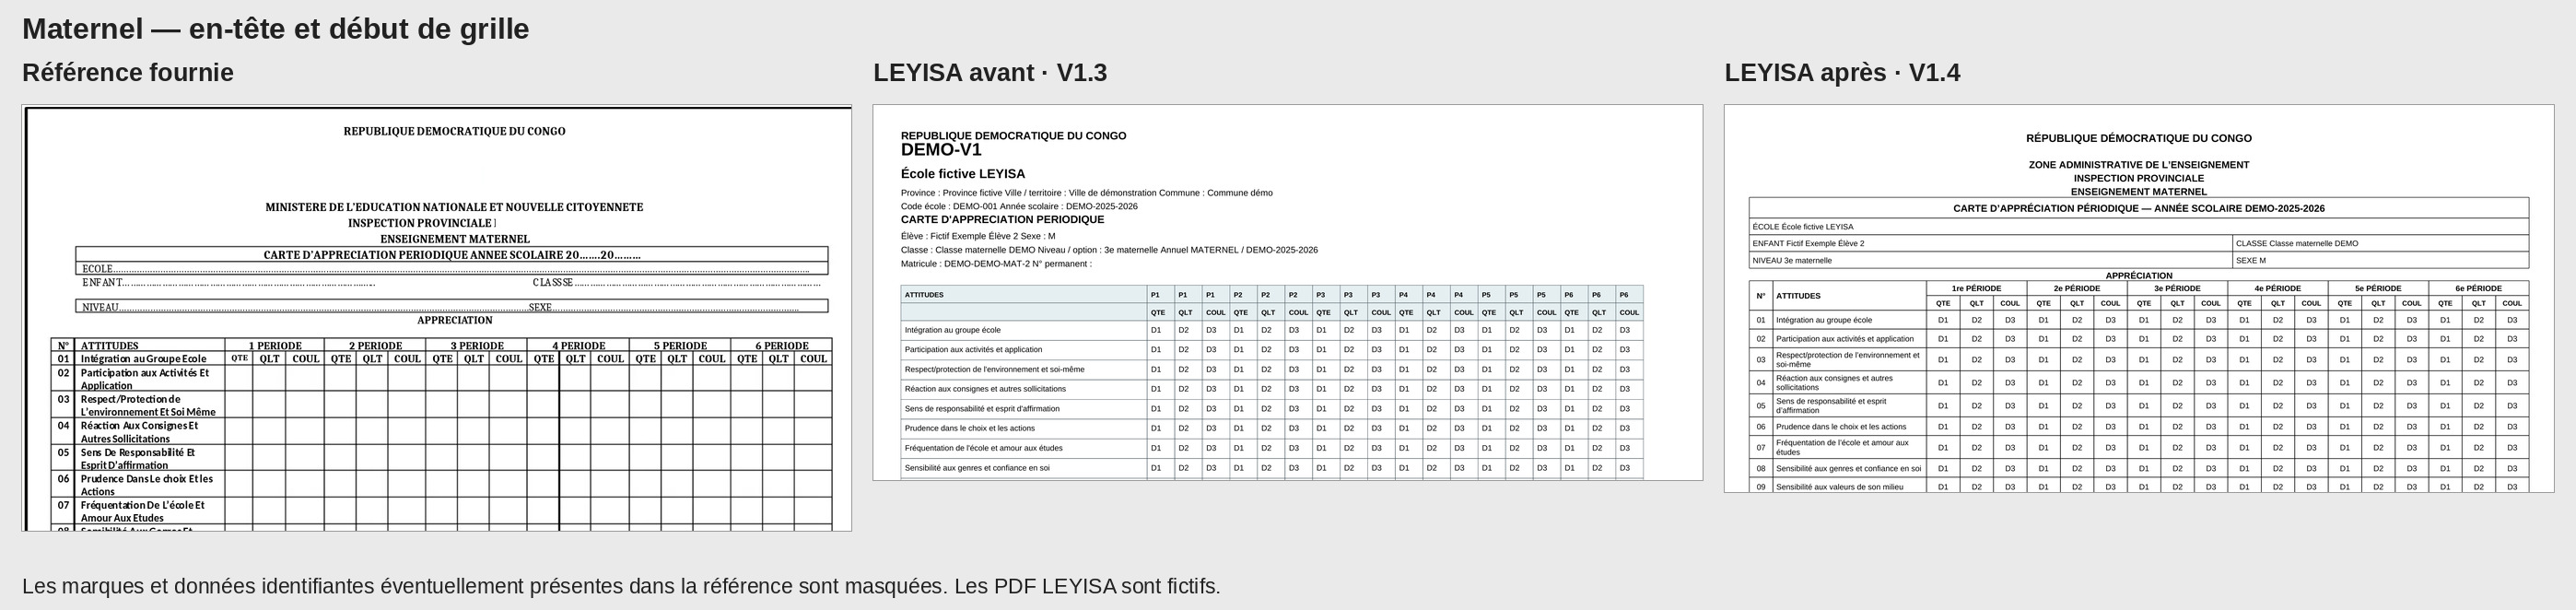 Maternel — en-tête et début de grille
Référence fournie
REPUBLIQUE DEMOCRATIQUE DU CONGO
MINISTERE DE L'EDUCATION NATIONALE ET NOUVELLE CITOYENNETE
INSPECTION PROVINCIALE
ENSEIGNEMENT MATERNEL
CARTE D'APPRECIATION PERIODIQUE ANNEE SCOLAIRE 20.......20.........
ECOLE
ENFANT CLASSE
NIVEAU SEXE
APPRECIATION
N° ATTITUDES 1 PERIODE 2 PERIODE 3 PERIODE 4 PERIODE 5 PERIODE 6 PERIODE
01 Intégration au Groupe Ecole QTE QLT COUL QTE QLT COUL QTE QLT COUL QTE QLT COUL QTE QLT COUL QTE QLT COUL
02 Participation aux Activités Et
Application
03 Respect/Protection de
L'environnement Et Soi Même
04 Réaction Aux Consignes Et
Autres Sollicitations
05 Sens De Responsabilité Et
Esprit D'affirmation
06 Prudence Dans Le choix Et les
Actions
07 Fréquentation De L'école Et
Amour Aux Etudes
LEYISA avant · V1.3
REPUBLIQUE DEMOCRATIQUE DU CONGO
DEMO-V1
École fictive LEYISA
Province : Province fictive Ville / territoire : Ville de démonstration Commune : Commune démo
Code école : DEMO-001 Année scolaire : DEMO-2025-2026
CARTE D'APPRECIATION PERIODIQUE
Élève : Fictif Exemple Élève 2 Sexe : M
Classe : Classe maternelle DEMO Niveau / option : 3e maternelle Annuel MATERNEL / DEMO-2025-2026
Matricule : DEMO-DEMO-MAT-2 N° permanent :
ATTITUDES P1 P1 P1 P2 P2 P2 P3 P3 P3 P4 P4 P4 P5 P5 P5 P6 P6 P6
QTE QLT COUL QTE QLT COUL QTE QLT COUL QTE QLT COUL QTE QLT COUL QTE QLT COUL
Intégration au groupe école D1 D2 D3 D1 D2 D3 D1 D2 D3 D1 D2 D3 D1 D2 D3 D1 D2 D3
Participation aux activités et application D1 D2 D3 D1 D2 D3 D1 D2 D3 D1 D2 D3 D1 D2 D3 D1 D2 D3
Respect/protection de l'environnement et soi-même D1 D2 D3 D1 D2 D3 D1 D2 D3 D1 D2 D3 D1 D2 D3 D1 D2 D3
Réaction aux consignes et autres sollicitations D1 D2 D3 D1 D2 D3 D1 D2 D3 D1 D2 D3 D1 D2 D3 D1 D2 D3
Sens de responsabilité et esprit d'affirmation D1 D2 D3 D1 D2 D3 D1 D2 D3 D1 D2 D3 D1 D2 D3 D1 D2 D3
Prudence dans le choix et les actions D1 D2 D3 D1 D2 D3 D1 D2 D3 D1 D2 D3 D1 D2 D3 D1 D2 D3
Fréquentation de l'école et amour aux études D1 D2 D3 D1 D2 D3 D1 D2 D3 D1 D2 D3 D1 D2 D3 D1 D2 D3
Sensibilité aux genres et confiance en soi D1 D2 D3 D1 D2 D3 D1 D2 D3 D1 D2 D3 D1 D2 D3 D1 D2 D3
LEYISA après · V1.4
RÉPUBLIQUE DÉMOCRATIQUE DU CONGO
ZONE ADMINISTRATIVE DE L'ENSEIGNEMENT
INSPECTION PROVINCIALE
ENSEIGNEMENT MATERNEL
CARTE D'APPRÉCIATION PÉRIODIQUE — ANNÉE SCOLAIRE DEMO-2025-2026
ÉCOLE École fictive LEYISA
ENFANT Fictif Exemple Élève 2 CLASSE Classe maternelle DEMO
NIVEAU 3e maternelle SEXE M
APPRÉCIATION
N° ATTITUDES 1re PÉRIODE 2e PÉRIODE 3e PÉRIODE 4e PÉRIODE 5e PÉRIODE 6e PÉRIODE
QTE QLT COUL QTE QLT COUL QTE QLT COUL QTE QLT COUL QTE QLT COUL QTE QLT COUL
01 Intégration au groupe école D1 D2 D3 D1 D2 D3 D1 D2 D3 D1 D2 D3 D1 D2 D3 D1 D2 D3
02 Participation aux activités et application D1 D2 D3 D1 D2 D3 D1 D2 D3 D1 D2 D3 D1 D2 D3 D1 D2 D3
03 Respect/protection de l'environnement et
soi-même D1 D2 D3 D1 D2 D3 D1 D2 D3 D1 D2 D3 D1 D2 D3 D1 D2 D3
04 Réaction aux consignes et autres
sollicitations D1 D2 D3 D1 D2 D3 D1 D2 D3 D1 D2 D3 D1 D2 D3 D1 D2 D3
05 Sens de responsabilité et esprit
d'affirmation D1 D2 D3 D1 D2 D3 D1 D2 D3 D1 D2 D3 D1 D2 D3 D1 D2 D3
06 Prudence dans le choix et les actions D1 D2 D3 D1 D2 D3 D1 D2 D3 D1 D2 D3 D1 D2 D3 D1 D2 D3
07 Fréquentation de l'école et amour aux
études D1 D2 D3 D1 D2 D3 D1 D2 D3 D1 D2 D3 D1 D2 D3 D1 D2 D3
08 Sensibilité aux genres et confiance en soi D1 D2 D3 D1 D2 D3 D1 D2 D3 D1 D2 D3 D1 D2 D3 D1 D2 D3
09 Sensibilité aux valeurs de son milieu D1 D2 D3 D1 D2 D3 D1 D2 D3 D1 D2 D3 D1 D2 D3 D1 D2 D3
Les marques et données identifiantes éventuellement présentes dans la référence sont masquées. Les PDF LEYISA sont fictifs.